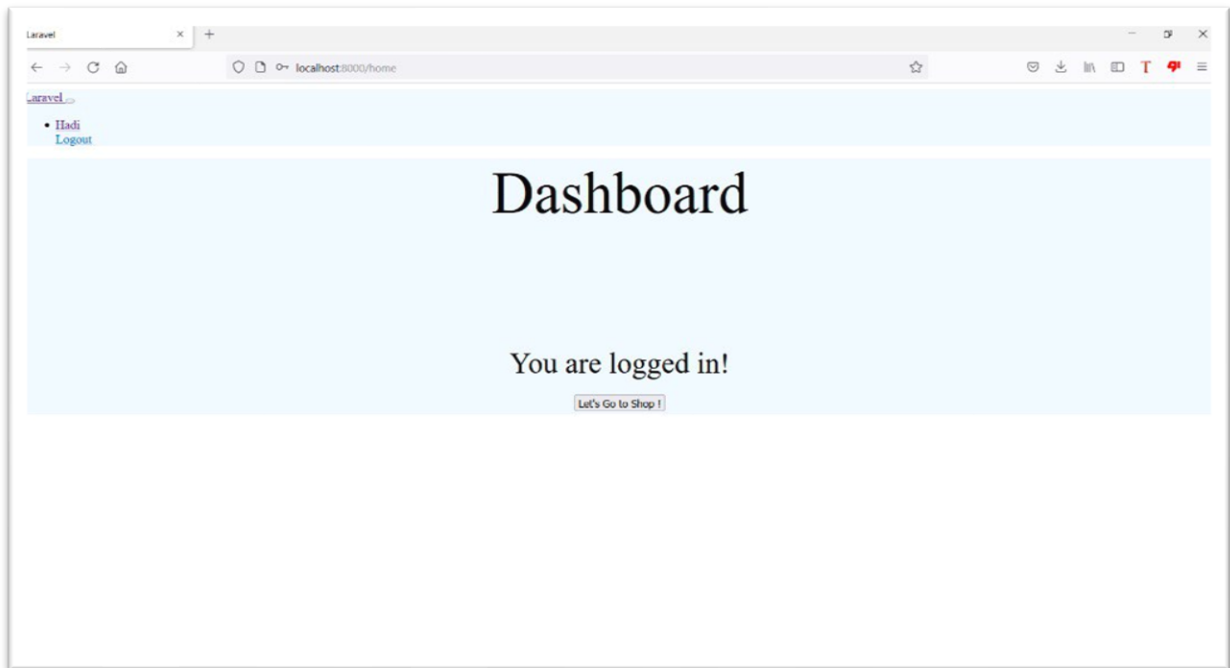 Laravel
localhost:8000/home
T
Laravel
Hadi
Logout
Dashboard
You are logged in!
Let's Go to Shop !